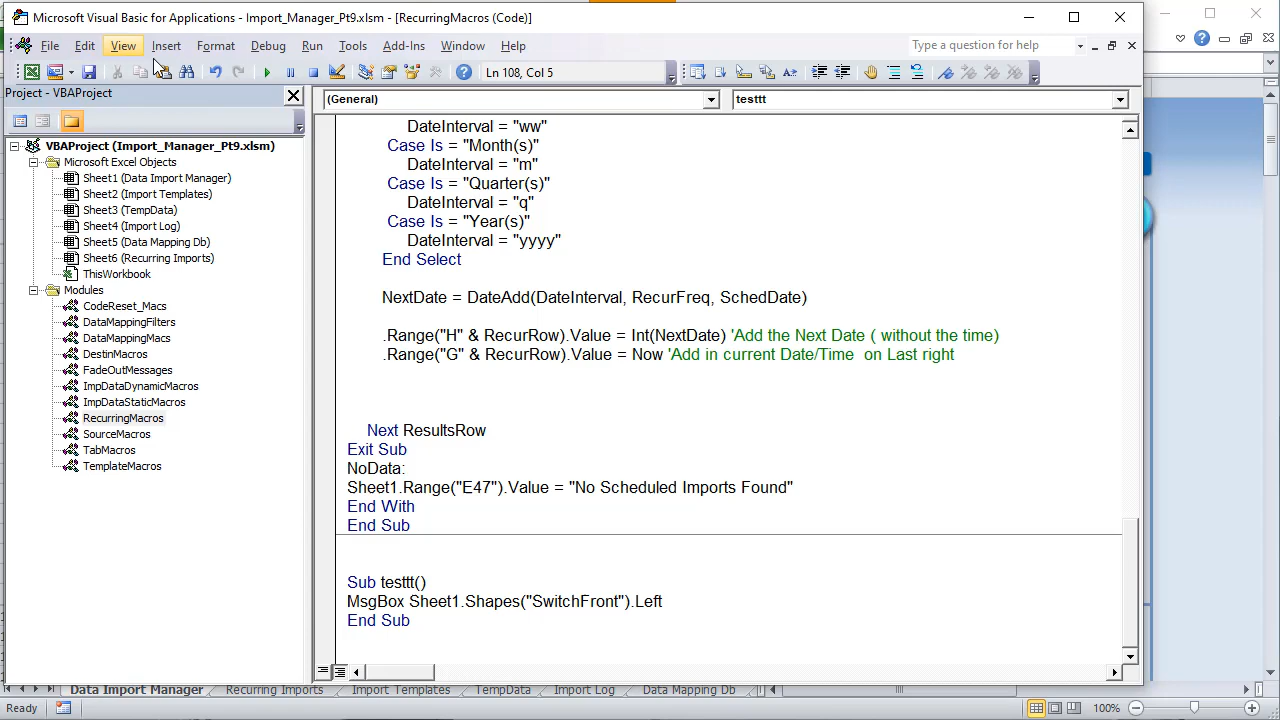 Microsoft Visual Basic for Applications - Import_Manager_Pt9.xlsm - [RecurringMacros (Code)]
File Edit View Insert Format Debug Run Tools Add-Ins Window Help Type a question for help
Ln 108, Col 5
Project - VBAProject
(General) testtt
VBAProject (Import_Manager_Pt9.xlsm)
Microsoft Excel Objects
Sheet1 (Data Import Manager)
Sheet2 (Import Templates)
Sheet3 (TempData)
Sheet4 (Import Log)
Sheet5 (Data Mapping Db)
Sheet6 (Recurring Imports)
ThisWorkbook
Modules
CodeReset_Macs
DataMappingFilters
DataMappingMacs
DestinMacros
FadeOutMessages
ImpDataDynamicMacros
ImpDataStaticMacros
RecurringMacros
SourceMacros
TabMacros
TemplateMacros
DateInterval = "ww"
Case Is = "Month(s)"
DateInterval = "m"
Case Is = "Quarter(s)"
DateInterval = "q"
Case Is = "Year(s)"
DateInterval = "yyyy"
End Select
NextDate = DateAdd(DateInterval, RecurFreq, SchedDate)
.Range("H" & RecurRow).Value = Int(NextDate) 'Add the Next Date ( without the time)
.Range("G" & RecurRow).Value = Now 'Add in current Date/Time  on Last right
Next ResultsRow
Exit Sub
NoData:
Sheet1.Range("E47").Value = "No Scheduled Imports Found"
End With
End Sub
Sub testtt()
MsgBox Sheet1.Shapes("SwitchFront").Left
End Sub
Data Import Manager Recurring Imports Import Templates TempData Import Log Data Mapping Db
Ready 100%